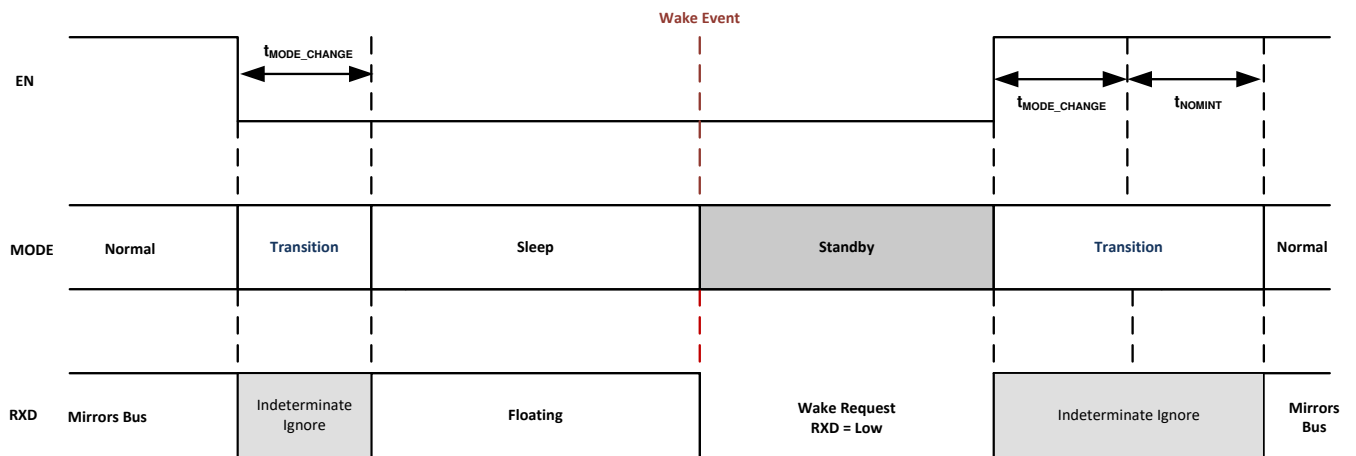 Wake Event
EN
tMODE_CHANGE
tMODE_CHANGE
tNOMINT
MODE
Normal
Transition
Sleep
Standby
Transition
Normal
RXD
Mirrors Bus
Indeterminate
Ignore
Floating
Wake Request
RXD = Low
Indeterminate Ignore
Mirrors
Bus